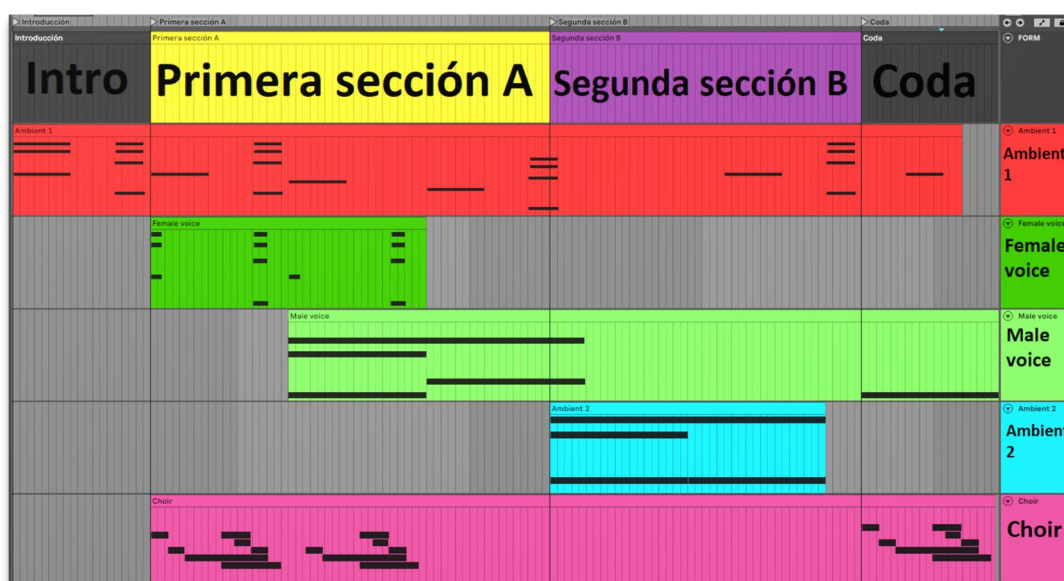 Introducción
Primera sección A
Segunda sección B
Coda
Introducción
Primera sección A
Segunda sección B
Coda
FORM
Intro
Primera sección A
Segunda sección B
Coda
Ambient 1
Ambient 1
Ambient
1
Female voice
Female voice
Female
voice
Male voice
Male voice
Male
voice
Ambient 2
Ambient 2
Ambient
2
Choir
Choir
Choir